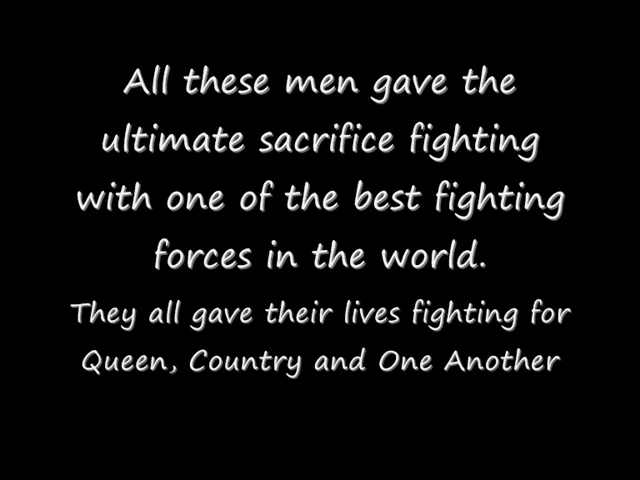 All these men gave the
ultimate sacrifice fighting
with one of the best fighting
forces in the world.
They all gave their lives fighting for
Queen, Country and One Another